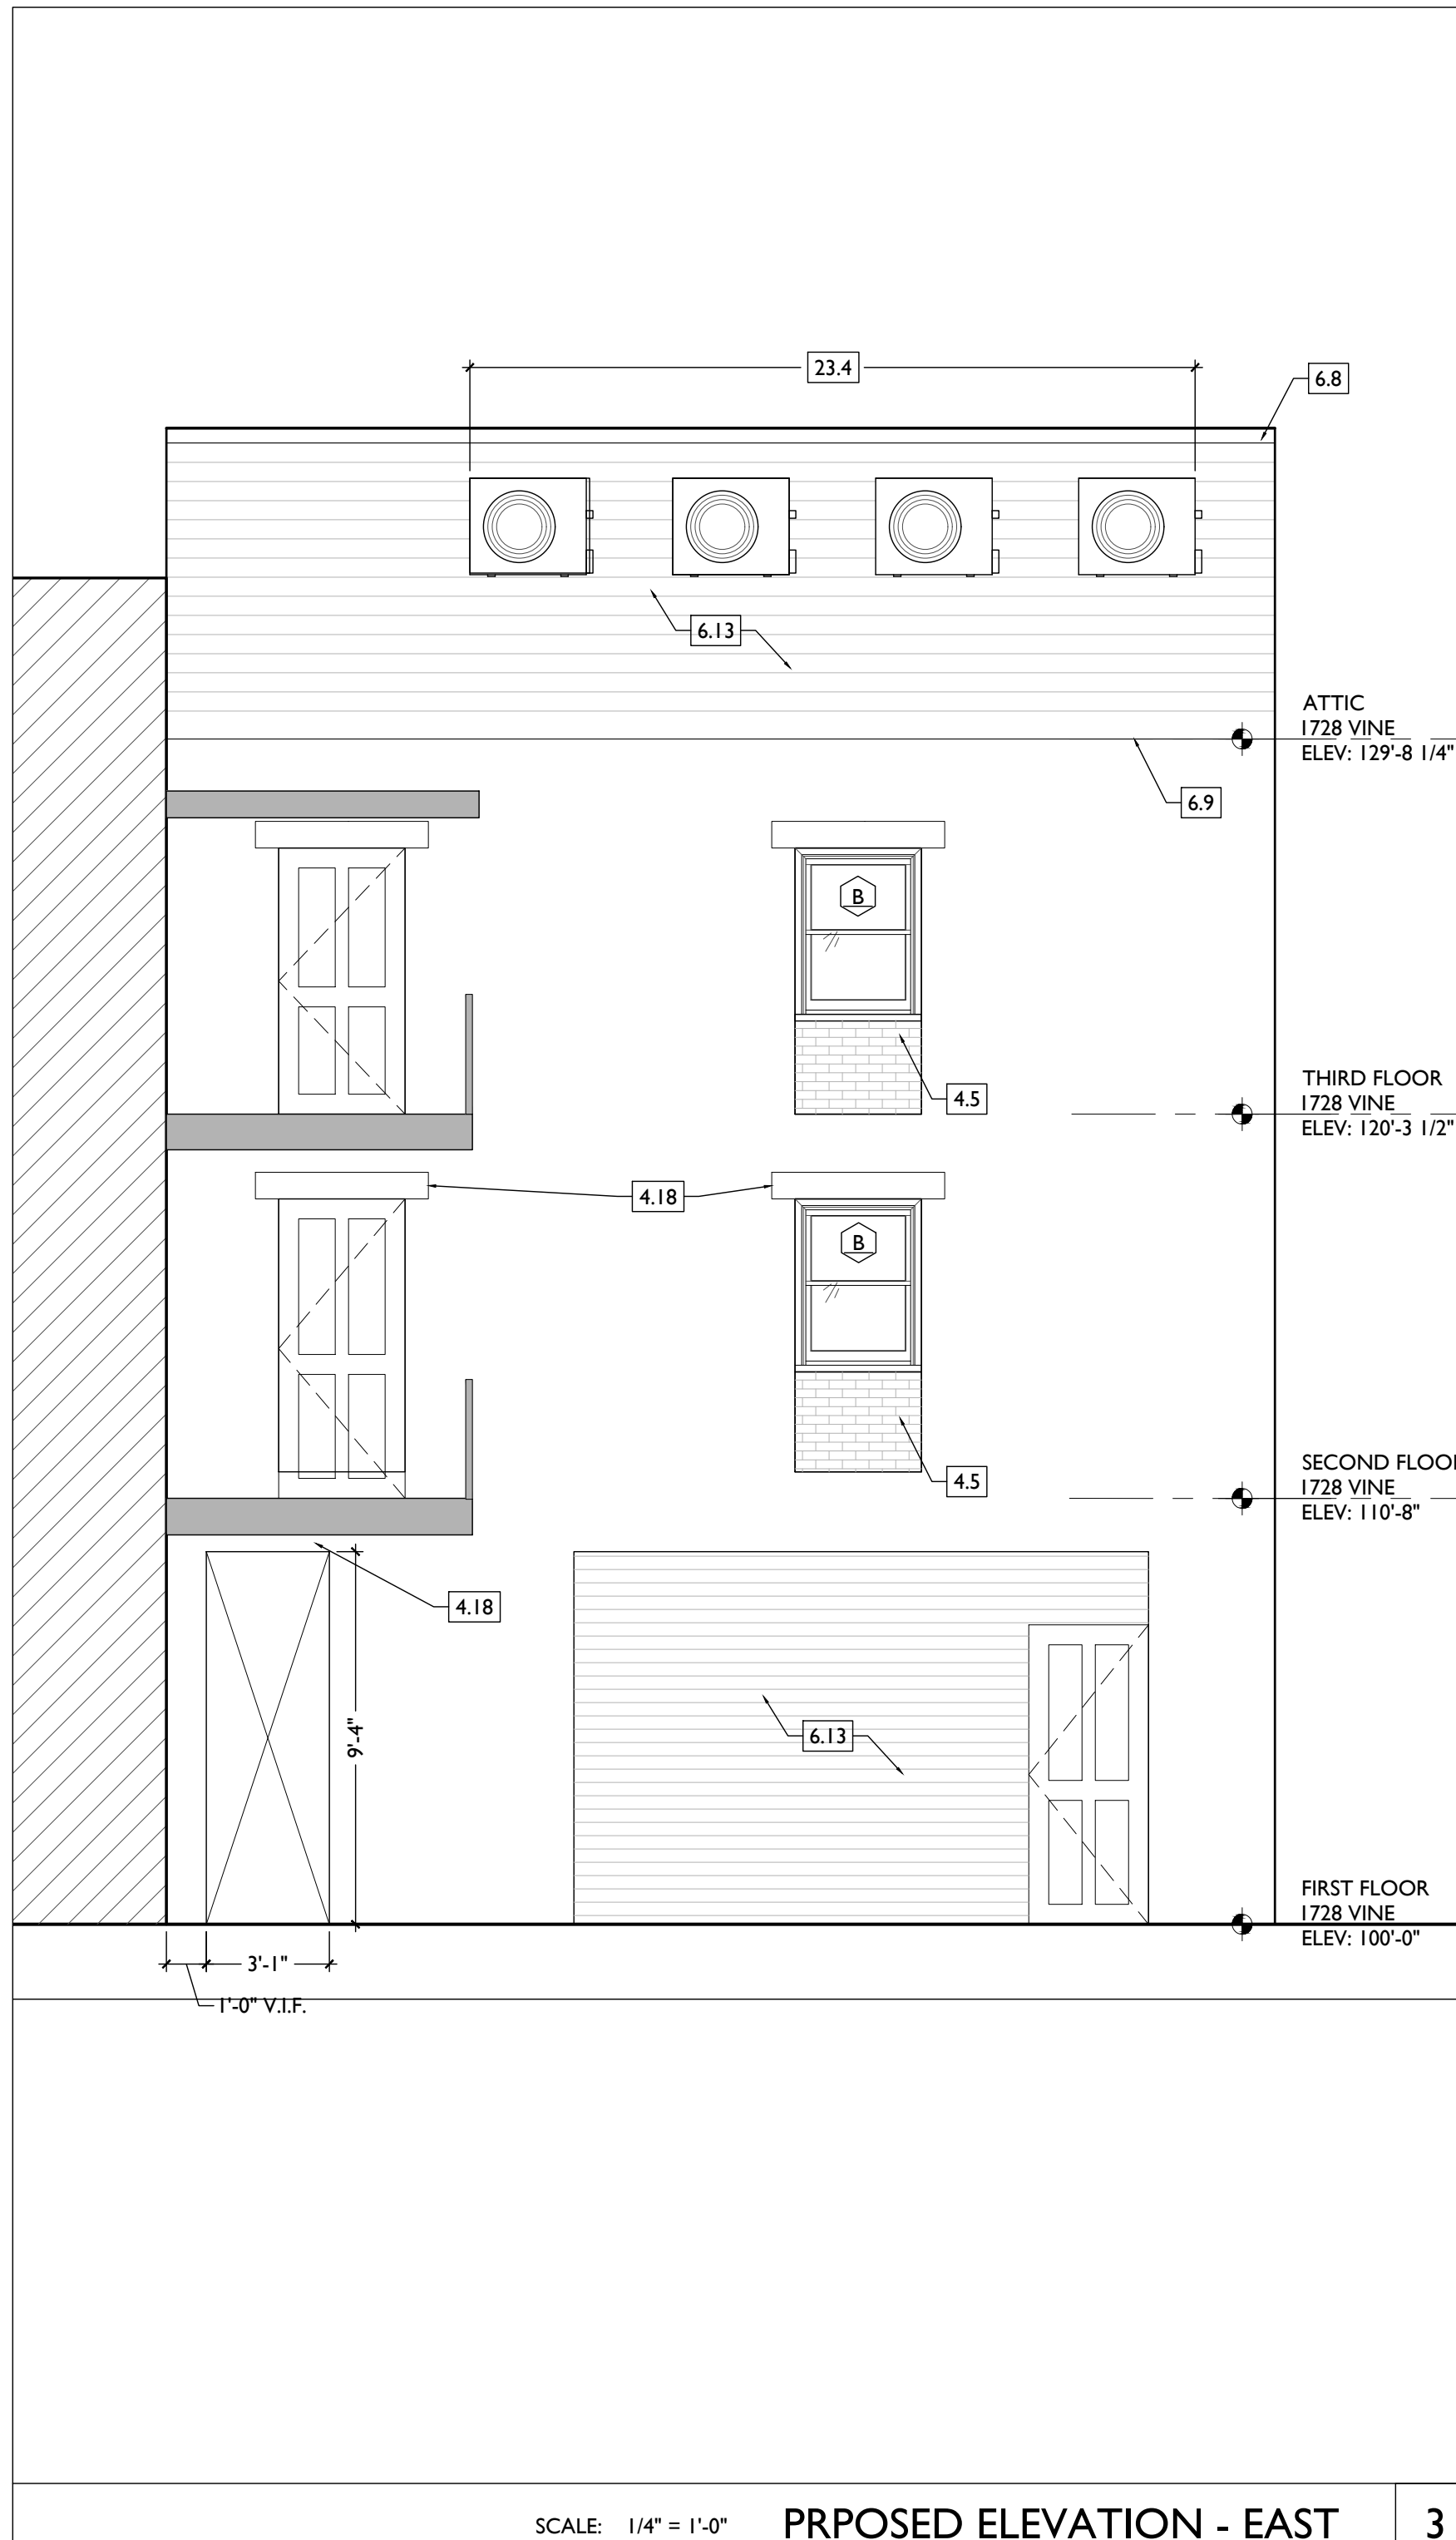 23.4
6.8
6.13
ATTIC
1728 VINE
ELEV: 129'-8 1/4"
6.9
B
THIRD FLOOR
1728 VINE
ELEV: 120'-3 1/2"
4.5
4.18
B
SECOND FLOOR
1728 VINE
ELEV: 110'-8"
4.5
4.18
9'-4"
6.13
FIRST FLOOR
1728 VINE
ELEV: 100'-0"
3'-1"
1'-0" V.I.F.
SCALE: 1/4" = 1'-0" PRPOSED ELEVATION - EAST 3